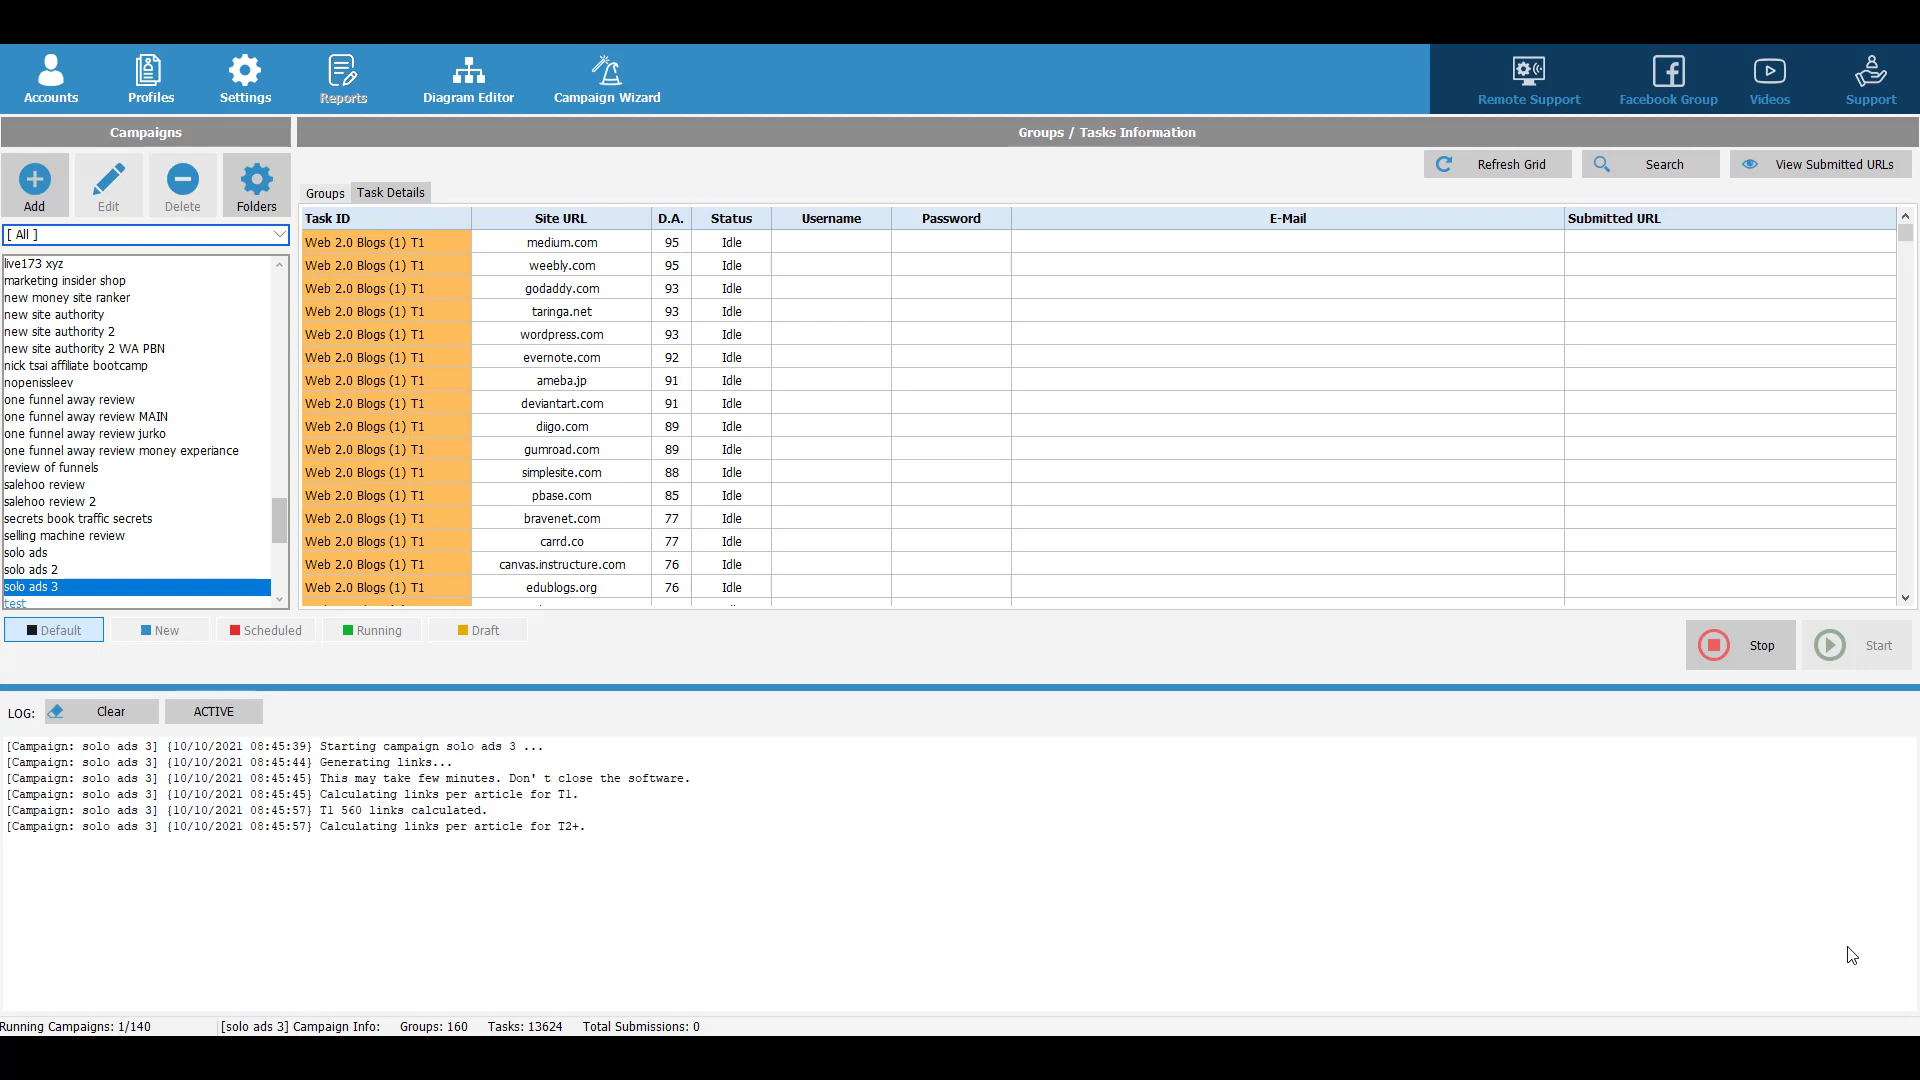 Accounts Profiles Settings Reports Diagram Editor Campaign Wizard Remote Support Facebook Group Videos Support
Campaigns
Groups / Tasks Information
Add Edit Delete Folders
Refresh Grid Search View Submitted URLs
[ All ]
live173 xyz
marketing insider shop
new money site ranker
new site authority
new site authority 2
new site authority 2 WA PBN
nick tsai affiliate bootcamp
nopenissleev
one funnel away review
one funnel away review MAIN
one funnel away review jurko
one funnel away review money experiance
review of funnels
salehoo review
salehoo review 2
secrets book traffic secrets
selling machine review
solo ads
solo ads 2
solo ads 3
test
Groups Task Details
Task ID Site URL D.A. Status Username Password E-Mail Submitted URL
Web 2.0 Blogs (1) T1 medium.com 95 Idle
Web 2.0 Blogs (1) T1 weebly.com 95 Idle
Web 2.0 Blogs (1) T1 godaddy.com 93 Idle
Web 2.0 Blogs (1) T1 taringa.net 93 Idle
Web 2.0 Blogs (1) T1 wordpress.com 93 Idle
Web 2.0 Blogs (1) T1 evernote.com 92 Idle
Web 2.0 Blogs (1) T1 ameba.jp 91 Idle
Web 2.0 Blogs (1) T1 deviantart.com 91 Idle
Web 2.0 Blogs (1) T1 diigo.com 89 Idle
Web 2.0 Blogs (1) T1 gumroad.com 89 Idle
Web 2.0 Blogs (1) T1 simplesite.com 88 Idle
Web 2.0 Blogs (1) T1 pbase.com 85 Idle
Web 2.0 Blogs (1) T1 bravenet.com 77 Idle
Web 2.0 Blogs (1) T1 carrd.co 77 Idle
Web 2.0 Blogs (1) T1 canvas.instructure.com 76 Idle
Web 2.0 Blogs (1) T1 edublogs.org 76 Idle
Default New Scheduled Running Draft
Stop Start
LOG: Clear ACTIVE
[Campaign: solo ads 3] {10/10/2021 08:45:39} Starting campaign solo ads 3 ...
[Campaign: solo ads 3] {10/10/2021 08:45:44} Generating links...
[Campaign: solo ads 3] {10/10/2021 08:45:45} This may take few minutes. Don' t close the software.
[Campaign: solo ads 3] {10/10/2021 08:45:45} Calculating links per article for T1.
[Campaign: solo ads 3] {10/10/2021 08:45:57} T1 560 links calculated.
[Campaign: solo ads 3] {10/10/2021 08:45:57} Calculating links per article for T2+.
Running Campaigns: 1/140 [solo ads 3] Campaign Info: Groups: 160 Tasks: 13624 Total Submissions: 0